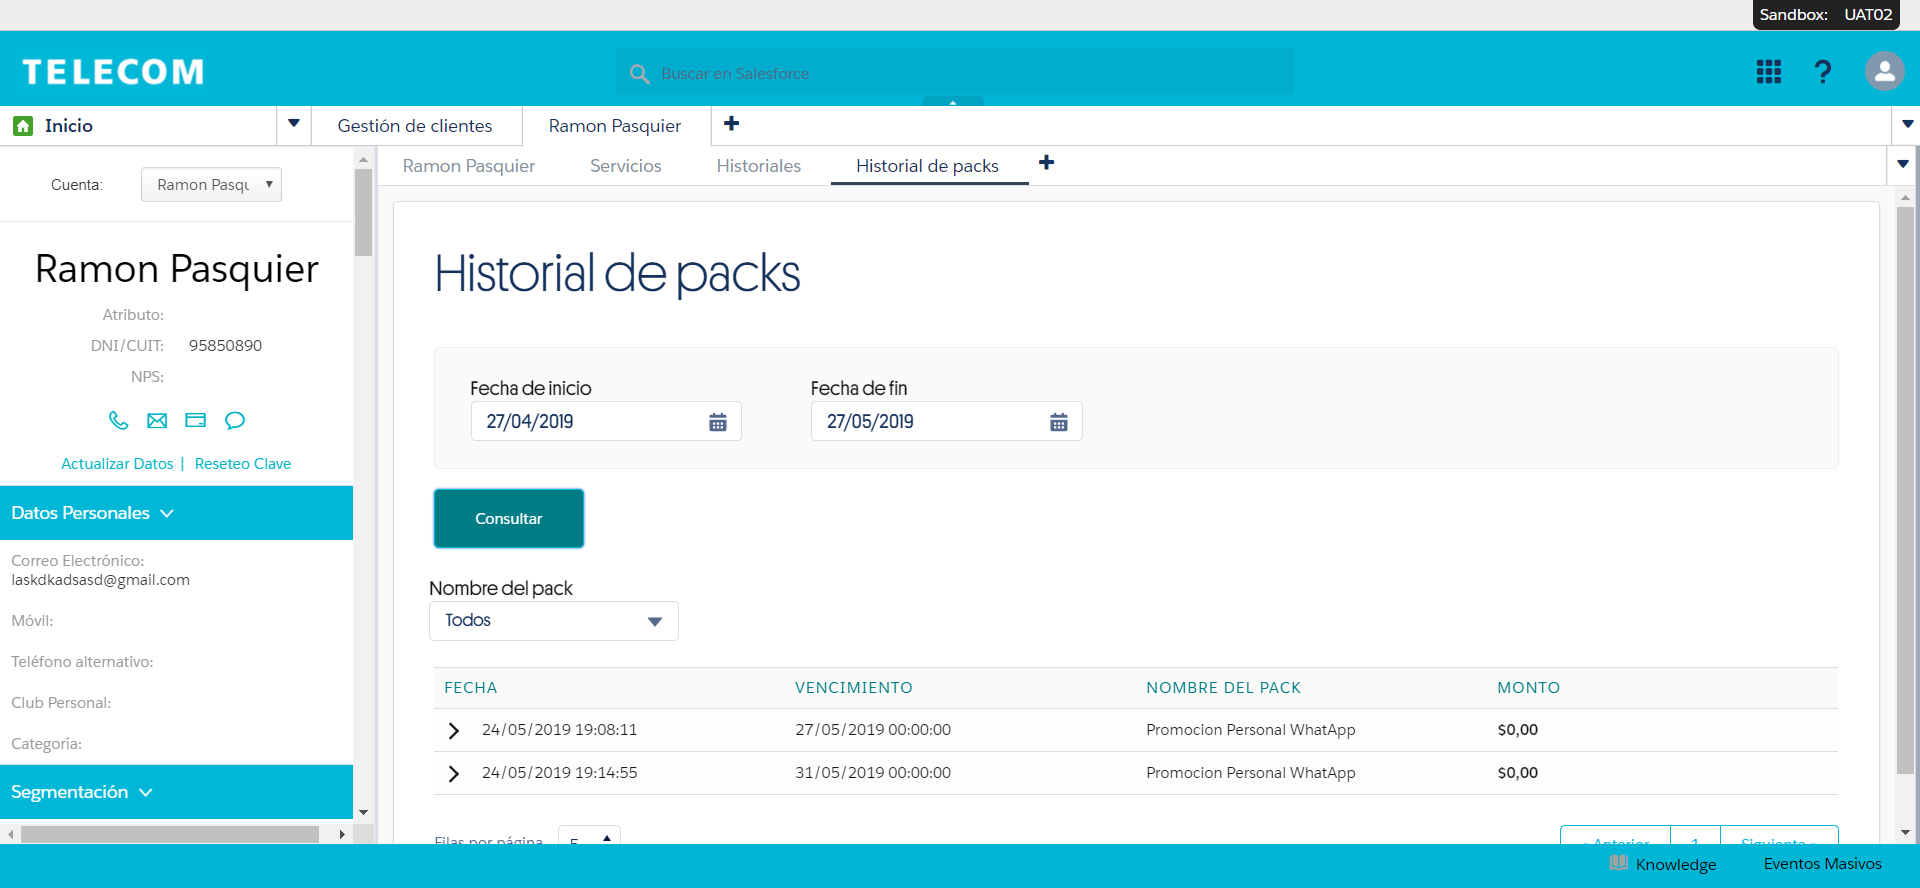 Sandbox: UAT02
TELECOM
Buscar en Salesforce
Inicio
Gestión de clientes
Ramon Pasquier
Ramon Pasquier
Servicios
Historiales
Historial de packs
Cuenta:
Ramon Pasqu
Ramon Pasquier
Atributo:
DNI/CUIT: 95850890
NPS:
Actualizar Datos | Reseteo Clave
Datos Personales
Correo Electrónico:
laskdkadsasd@gmail.com
Móvil:
Teléfono alternativo:
Club Personal:
Categoría:
Segmentación
Historial de packs
Fecha de inicio
27/04/2019
Fecha de fin
27/05/2019
Consultar
Nombre del pack
Todos
FECHA VENCIMIENTO NOMBRE DEL PACK MONTO
24/05/2019 19:08:11 27/05/2019 00:00:00 Promocion Personal WhatApp $0,00
24/05/2019 19:14:55 31/05/2019 00:00:00 Promocion Personal WhatApp $0,00
Filas por página 5
« Anterior 1 Siguiente »
Knowledge
Eventos Masivos